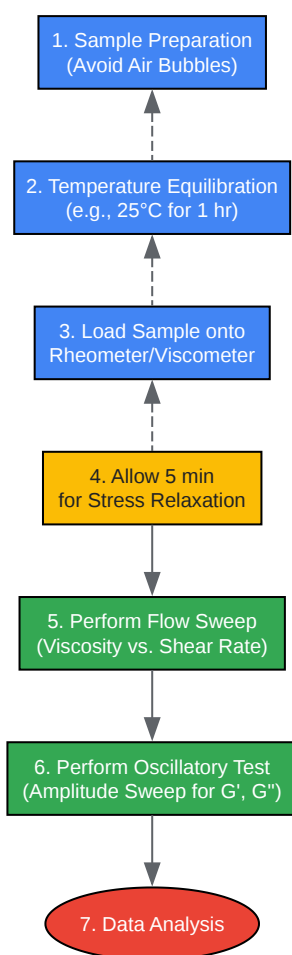 1. Sample Preparation
(Avoid Air Bubbles)
2. Temperature Equilibration
(e.g., 25°C for 1 hr)
3. Load Sample onto
Rheometer/Viscometer
4. Allow 5 min
for Stress Relaxation
5. Perform Flow Sweep
(Viscosity vs. Shear Rate)
6. Perform Oscillatory Test
(Amplitude Sweep for G', G")
7. Data Analysis